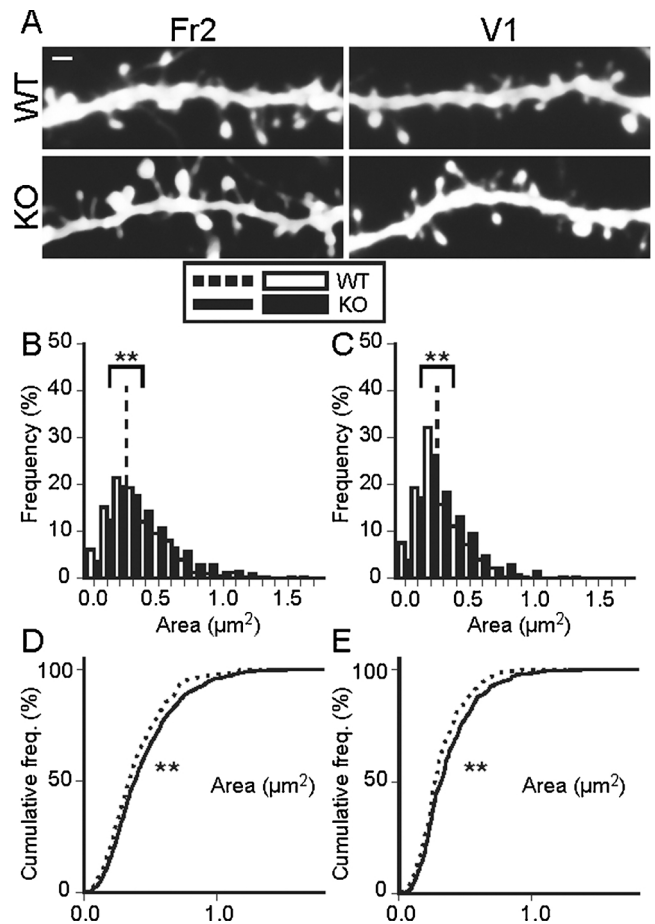 A
Fr2 V1
WT
KO
WT
KO
B 50 C 50
** **
40 40
Frequency (%) Frequency (%)
30 30
20 20
10 10
0 0
0.0 0.5 1.0 1.5 0.0 0.5 1.0 1.5
Area (µm²) Area (µm²)
D E
100 100
Cumulative freq. (%) Cumulative freq. (%)
** **
50 50
Area (µm²) Area (µm²)
0 0
0.0 1.0 0.0 1.0